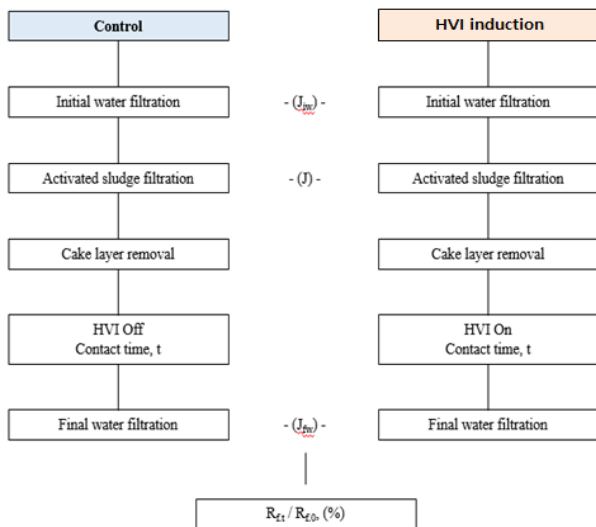 Control
HVI induction
Initial water filtration
- (Jiw) -
Initial water filtration
Activated sludge filtration
- (J) -
Activated sludge filtration
Cake layer removal
Cake layer removal
HVI Off
Contact time, t
HVI On
Contact time, t
Final water filtration
- (Jfw) -
Final water filtration
Rf,t / Rf,0, (%)